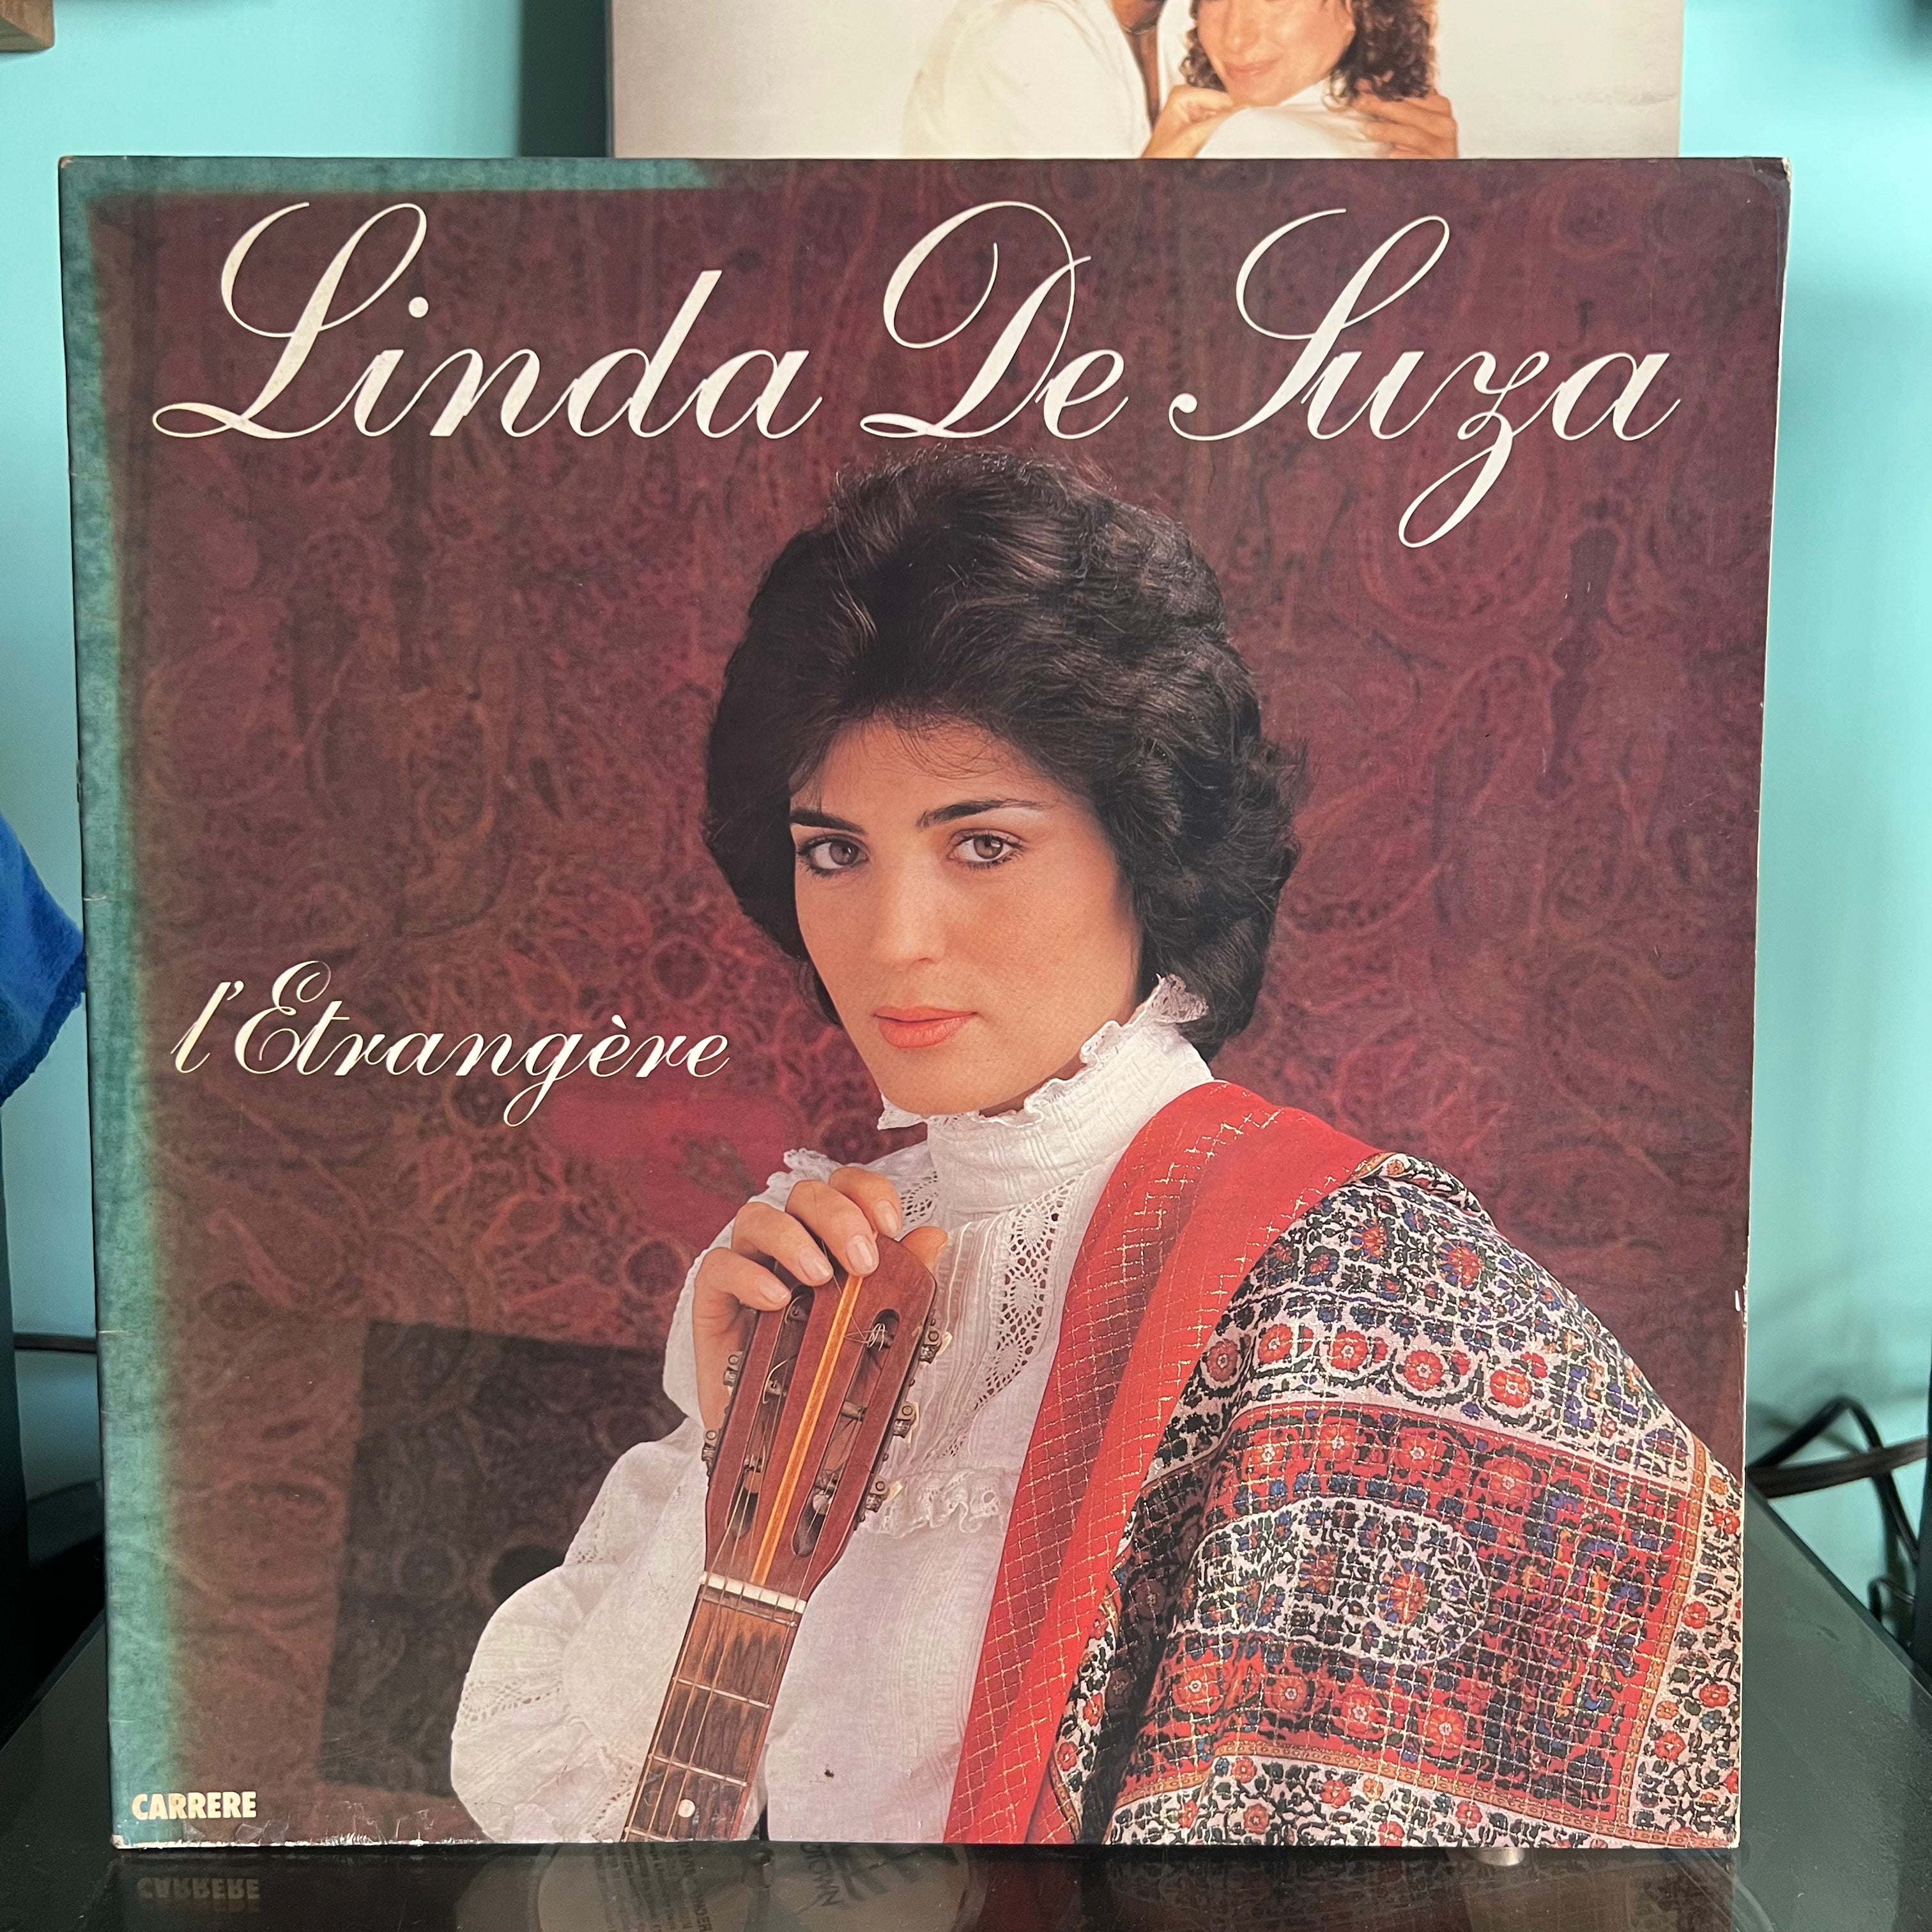 Linda De Suza
l'Etrangère
CARRERE